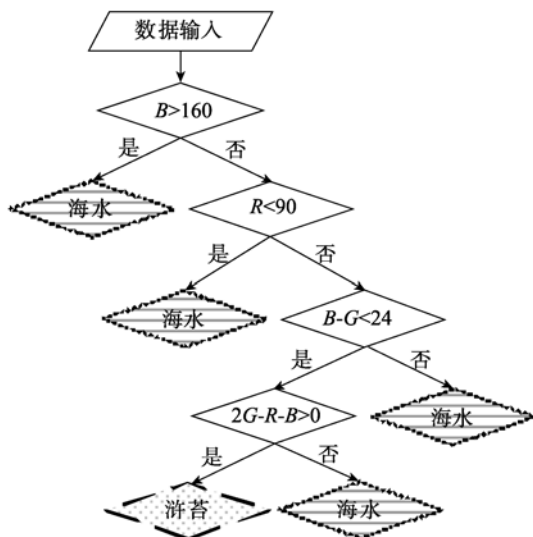 数据输入
B>160
是
否
海水
R<90
是
否
海水
B-G<24
是
否
2G-R-B>0
海水
是
否
浒苔
海水